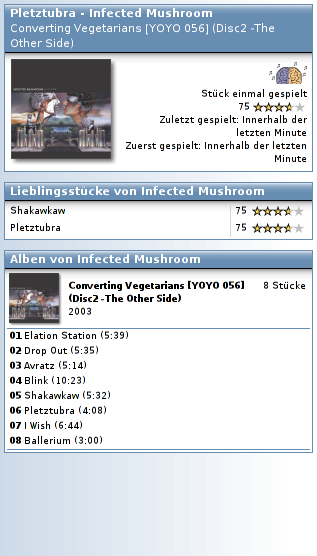 Pletztubra - Infected Mushroom
Converting Vegetarians [YOYO 056] (Disc2 -The
Other Side)
Stück einmal gespielt
75
Zuletzt gespielt: Innerhalb der
letzten Minute
Zuerst gespielt: Innerhalb der letzten
Minute
Lieblingsstücke von Infected Mushroom
Shakawkaw 75
Pletztubra 75
Alben von Infected Mushroom
Converting Vegetarians [YOYO 056] 8 Stücke
(Disc2 -The Other Side)
2003
01 Elation Station (5:39)
02 Drop Out (5:35)
03 Avratz (5:14)
04 Blink (10:23)
05 Shakawkaw (5:32)
06 Pletztubra (4:08)
07 I Wish (6:44)
08 Ballerium (3:00)